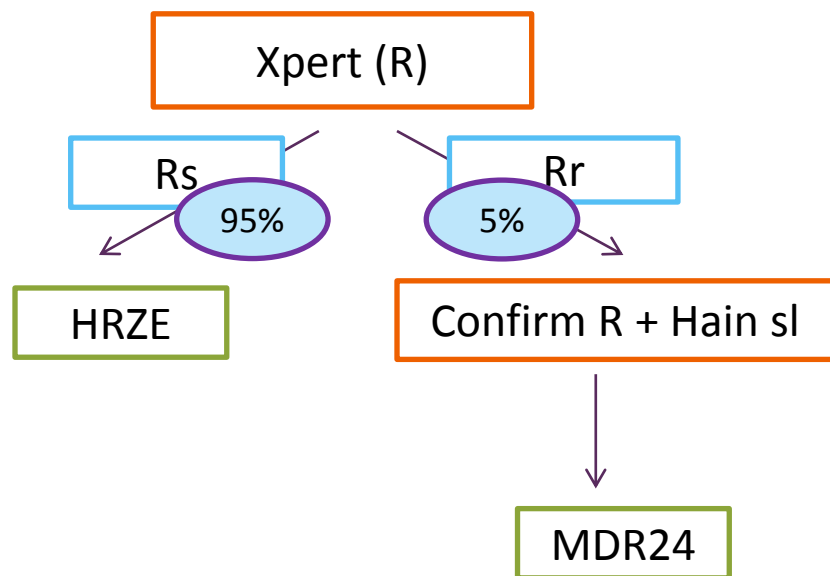 Xpert (R)
Rs
Rr
95%
5%
HRZE
Confirm R + Hain sl
MDR24